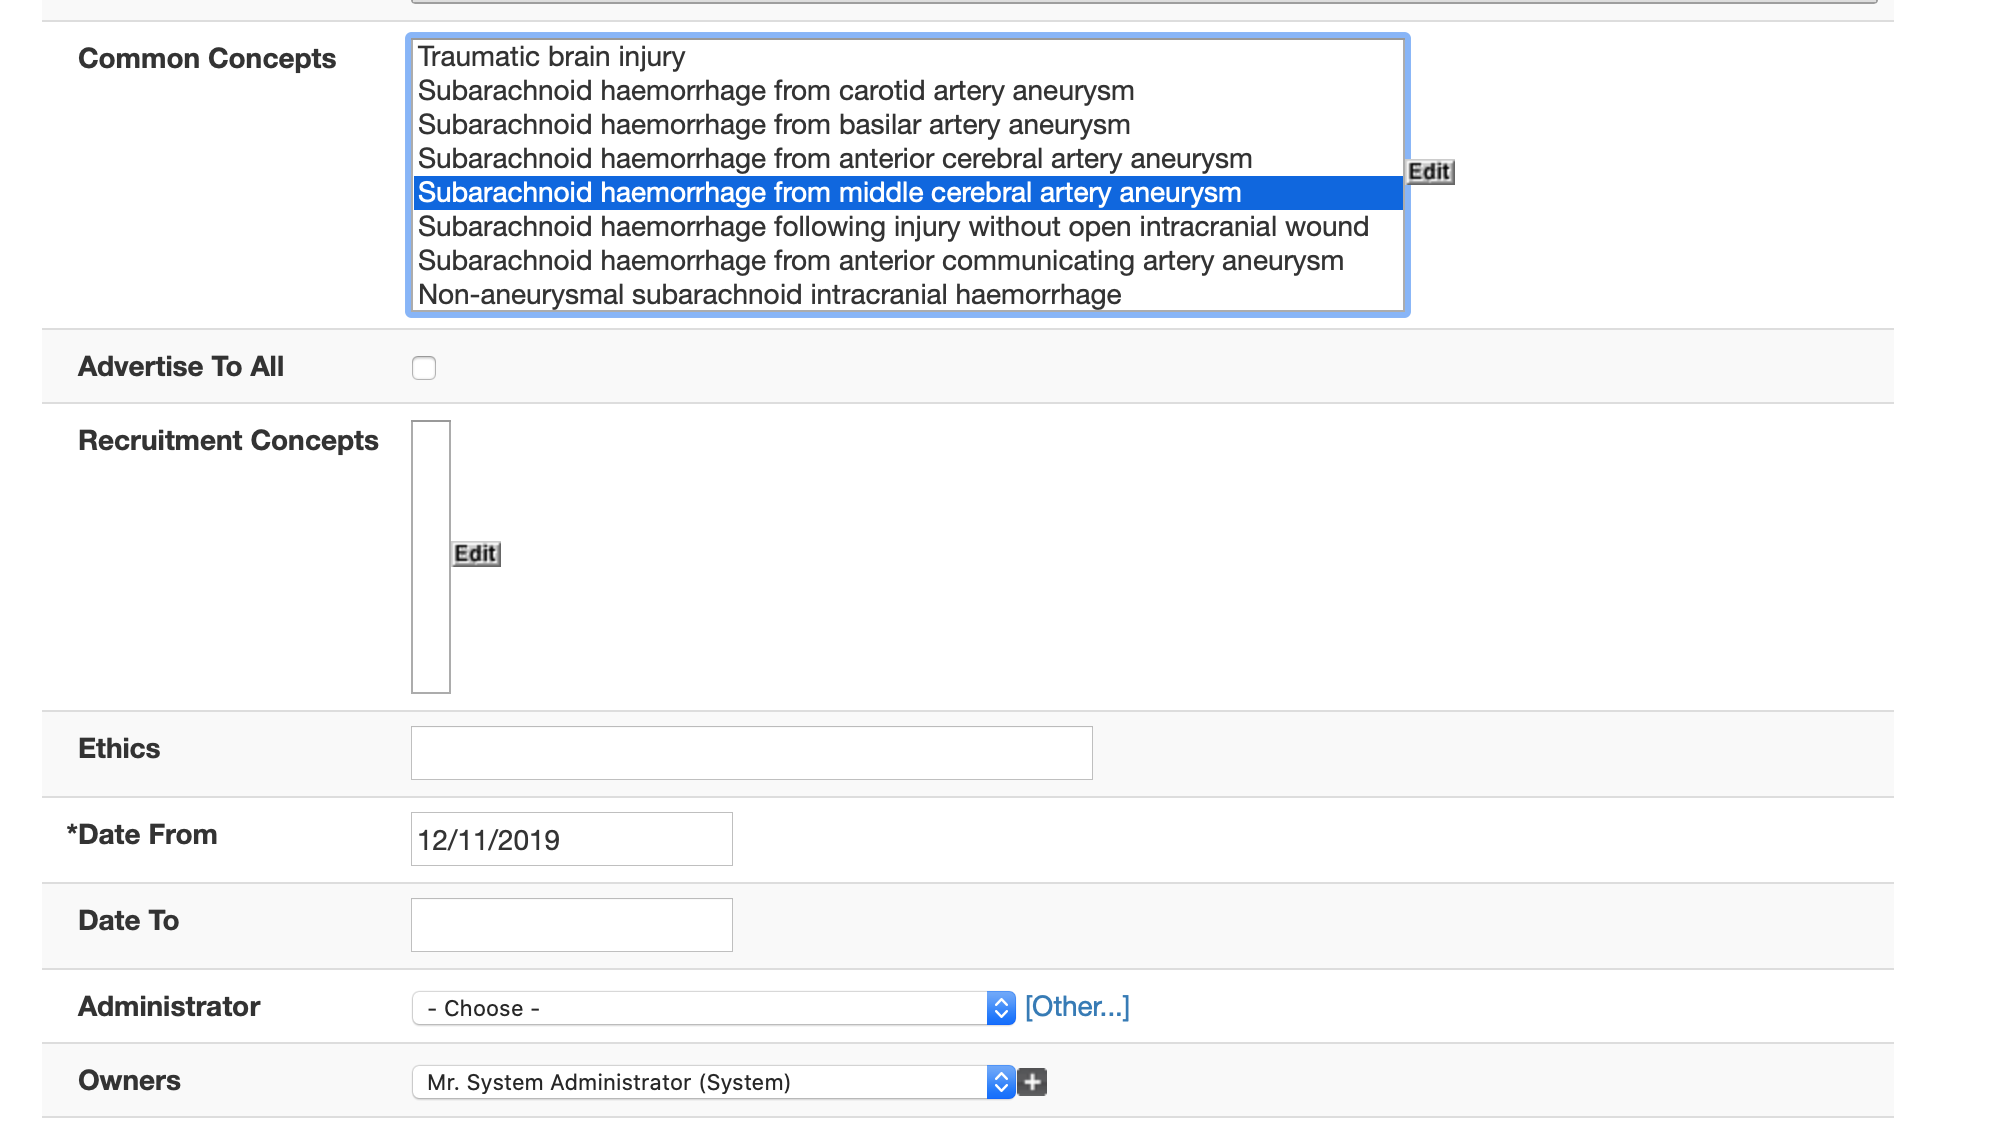 Common Concepts
Traumatic brain injury
Subarachnoid haemorrhage from carotid artery aneurysm
Subarachnoid haemorrhage from basilar artery aneurysm
Subarachnoid haemorrhage from anterior cerebral artery aneurysm
Subarachnoid haemorrhage from middle cerebral artery aneurysm
Subarachnoid haemorrhage following injury without open intracranial wound
Subarachnoid haemorrhage from anterior communicating artery aneurysm
Non-aneurysmal subarachnoid intracranial haemorrhage
Edit
Advertise To All
Recruitment Concepts
Edit
Ethics
*Date From
12/11/2019
Date To
Administrator
- Choose -
[Other...]
Owners
Mr. System Administrator (System)